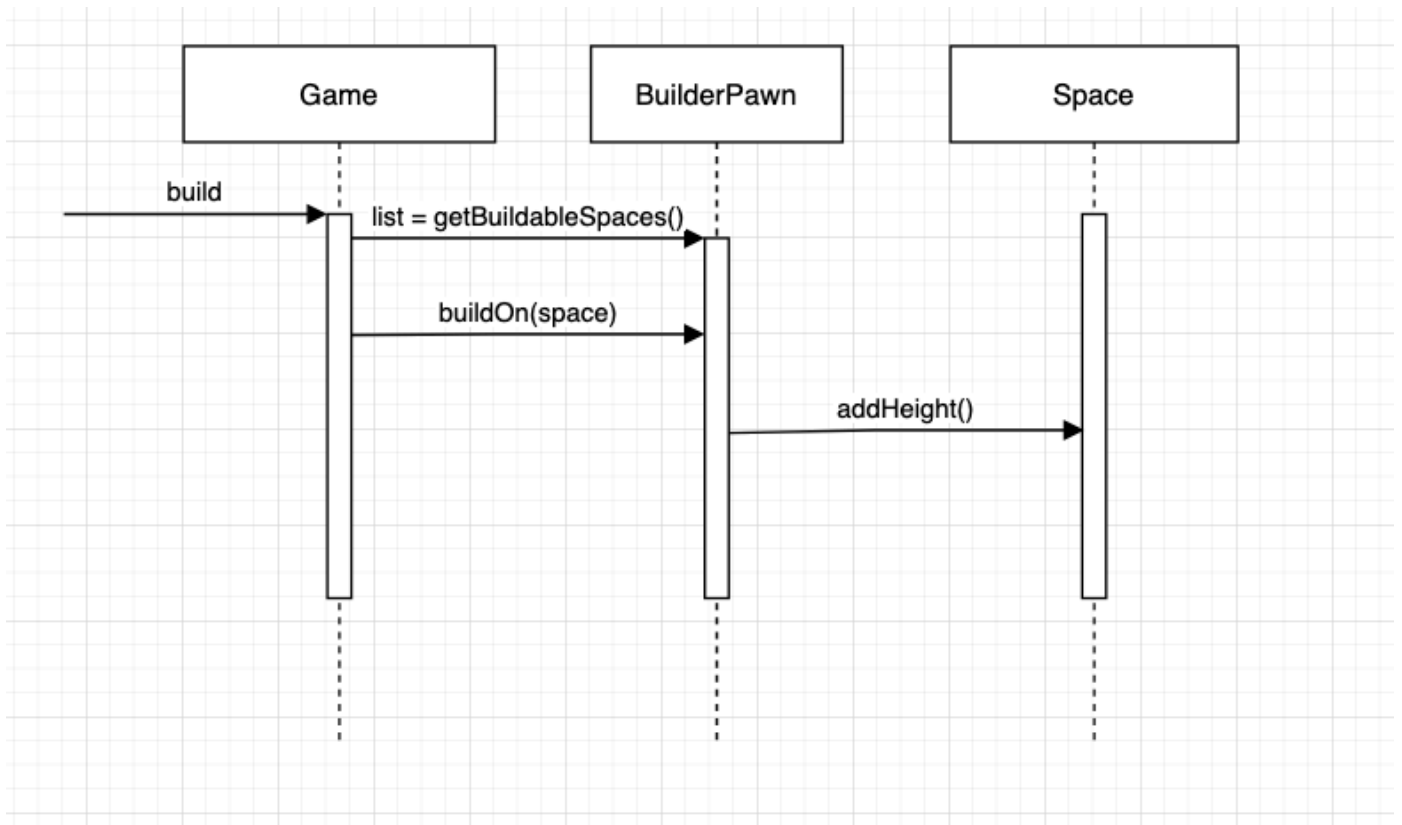 Game
BuilderPawn
Space
build
list = getBuildableSpaces()
buildOn(space)
addHeight()